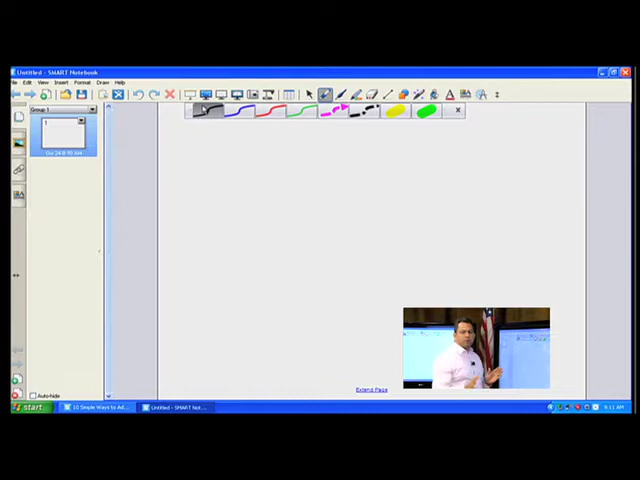 Untitled - SMART Notebook
File Edit View Insert Format Draw Help
Group 1
1
Auto-hide
Extend Page
start
10 Simple Ways to Ad...
Untitled - SMART Not...
9:11 AM